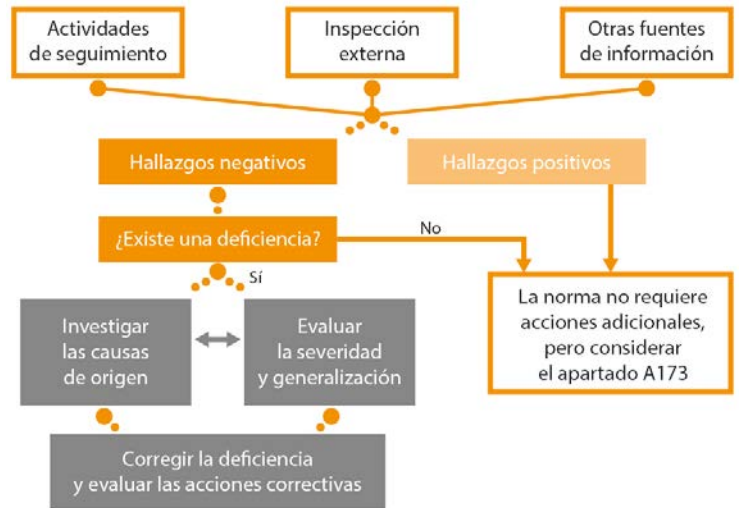 Actividades
de seguimiento
Inspección
externa
Otras fuentes
de información
Hallazgos negativos
Hallazgos positivos
¿Existe una deficiencia?
No
Sí
Investigar
las causas
de origen
Evaluar
la severidad
y generalización
La norma no requiere
acciones adicionales,
pero considerar
el apartado A173
Corregir la deficiencia
y evaluar las acciones correctivas